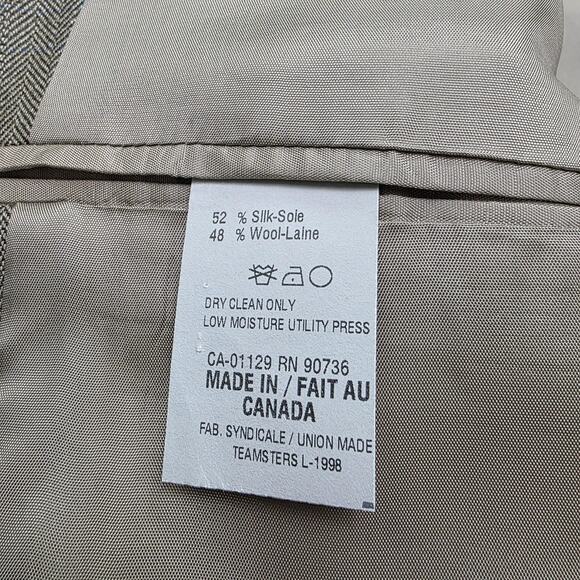 52 % Silk-Soie
48 % Wool-Laine
DRY CLEAN ONLY
LOW MOISTURE UTILITY PRESS
CA-01129 RN 90736
MADE IN / FAIT AU
CANADA
FAB. SYNDICALE / UNION MADE
TEAMSTERS L-1998